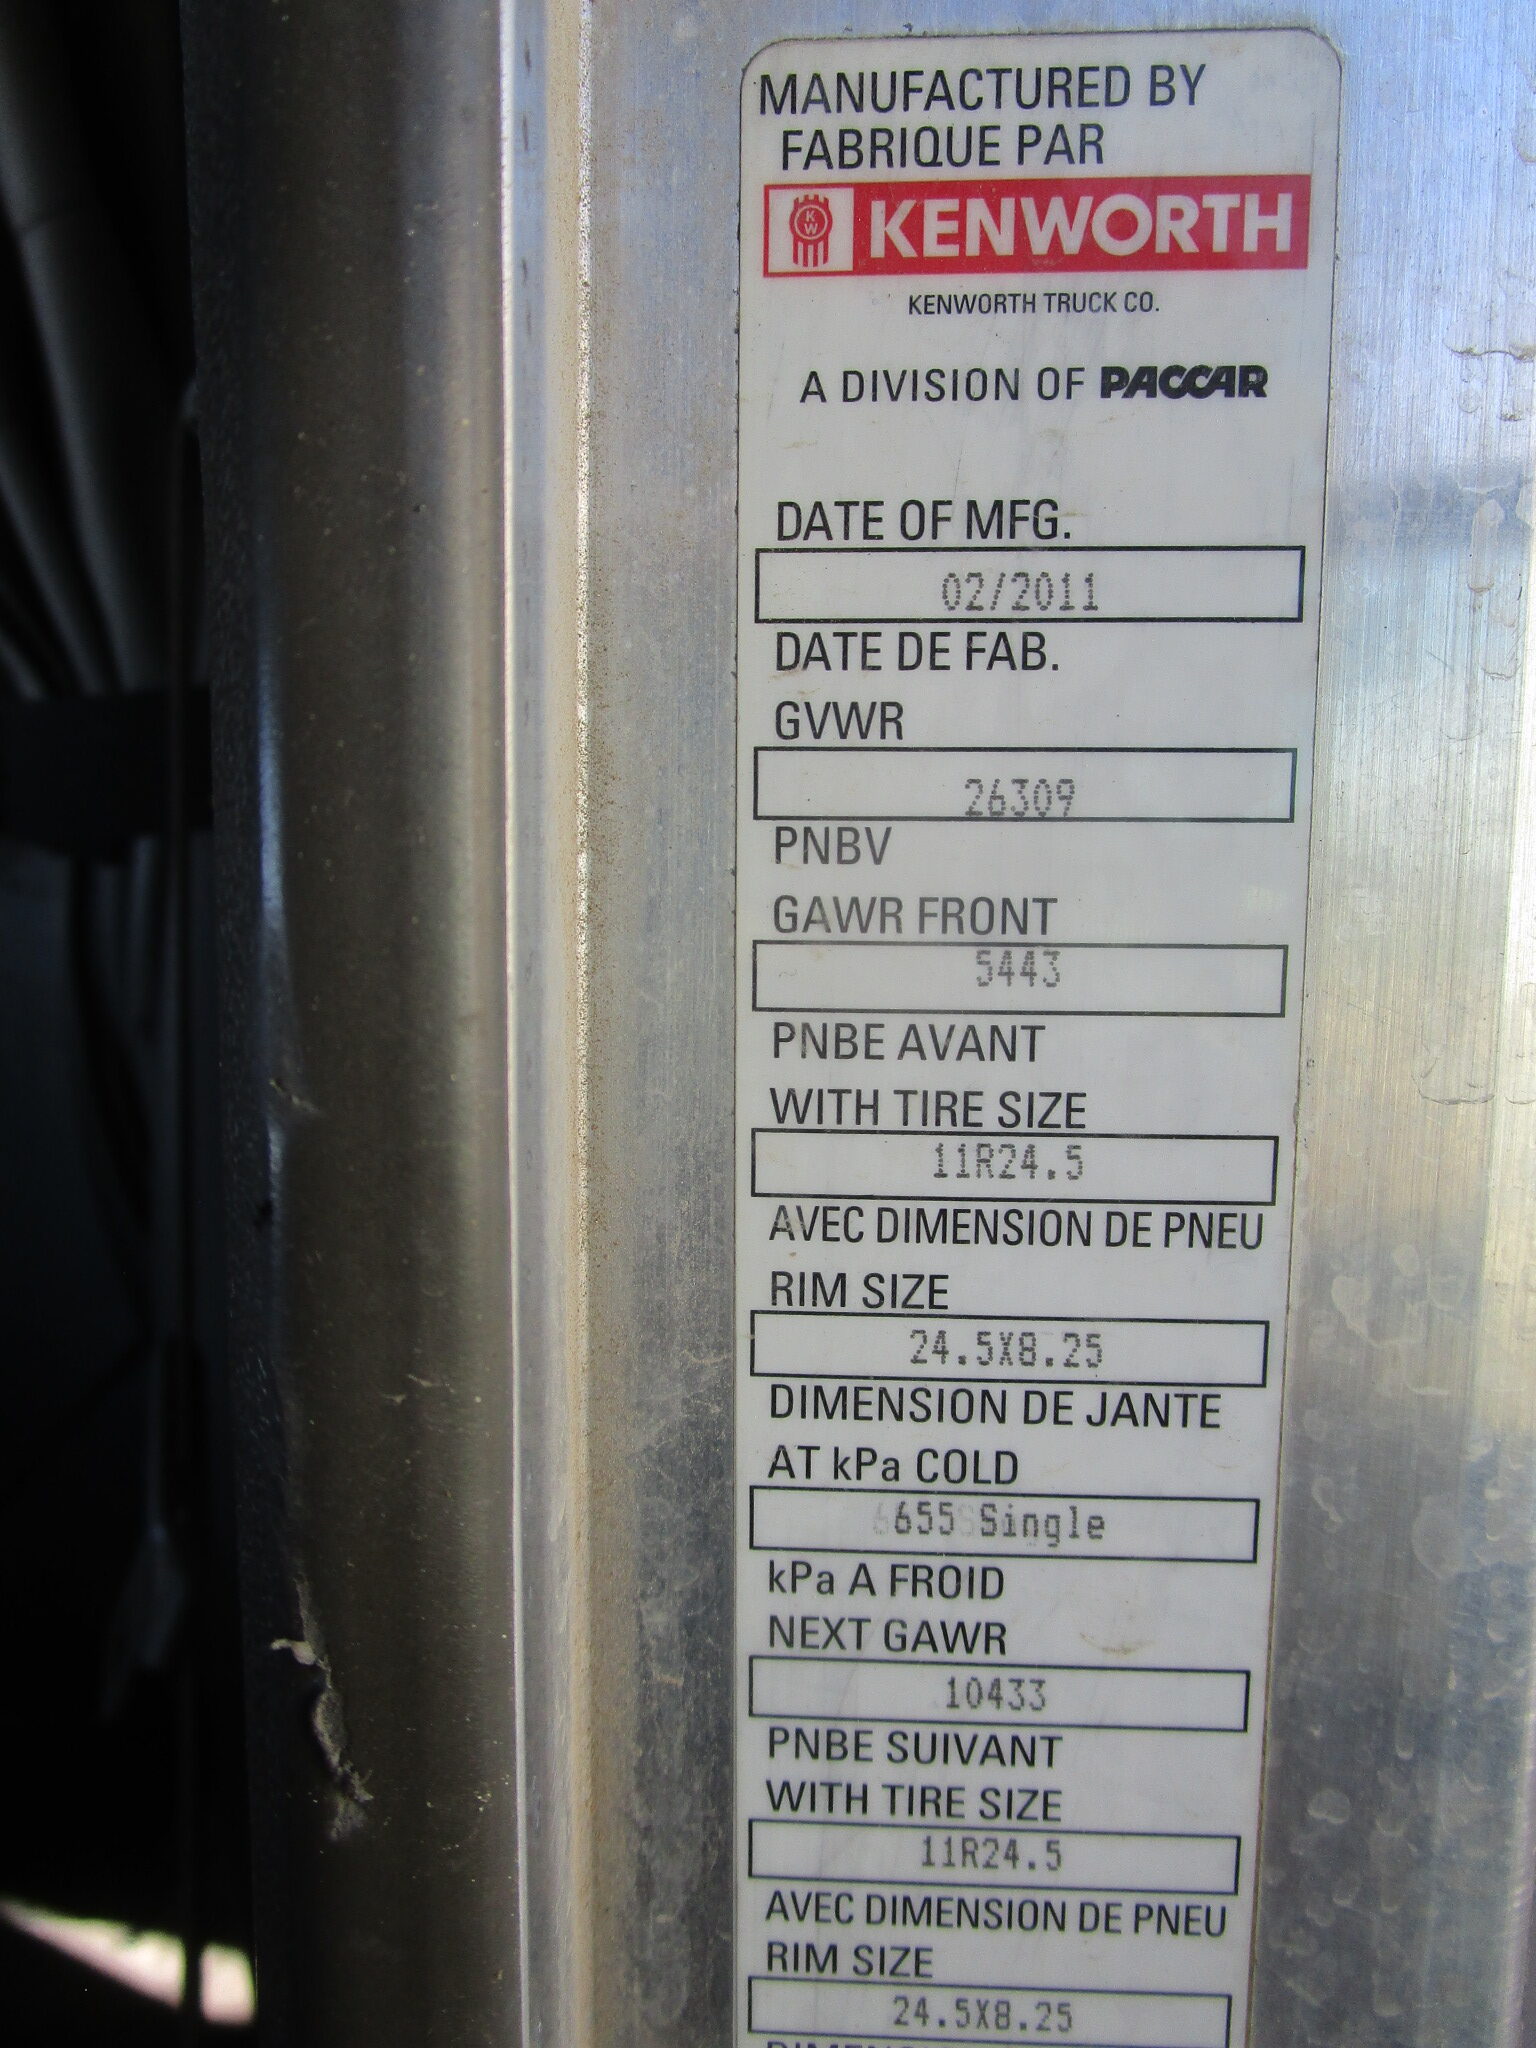 MANUFACTURED BY
FABRIQUE PAR
KW KENWORTH
KENWORTH TRUCK CO.
A DIVISION OF PACCAR
DATE OF MFG.
02/2011
DATE DE FAB.
GVWR
26309
PNBV
GAWR FRONT
5443
PNBE AVANT
WITH TIRE SIZE
11R24.5
AVEC DIMENSION DE PNEU
RIM SIZE
24.5X8.25
DIMENSION DE JANTE
AT kPa COLD
655 Single
kPa A FROID
NEXT GAWR
10433
PNBE SUIVANT
WITH TIRE SIZE
11R24.5
AVEC DIMENSION DE PNEU
RIM SIZE
24.5X8.25